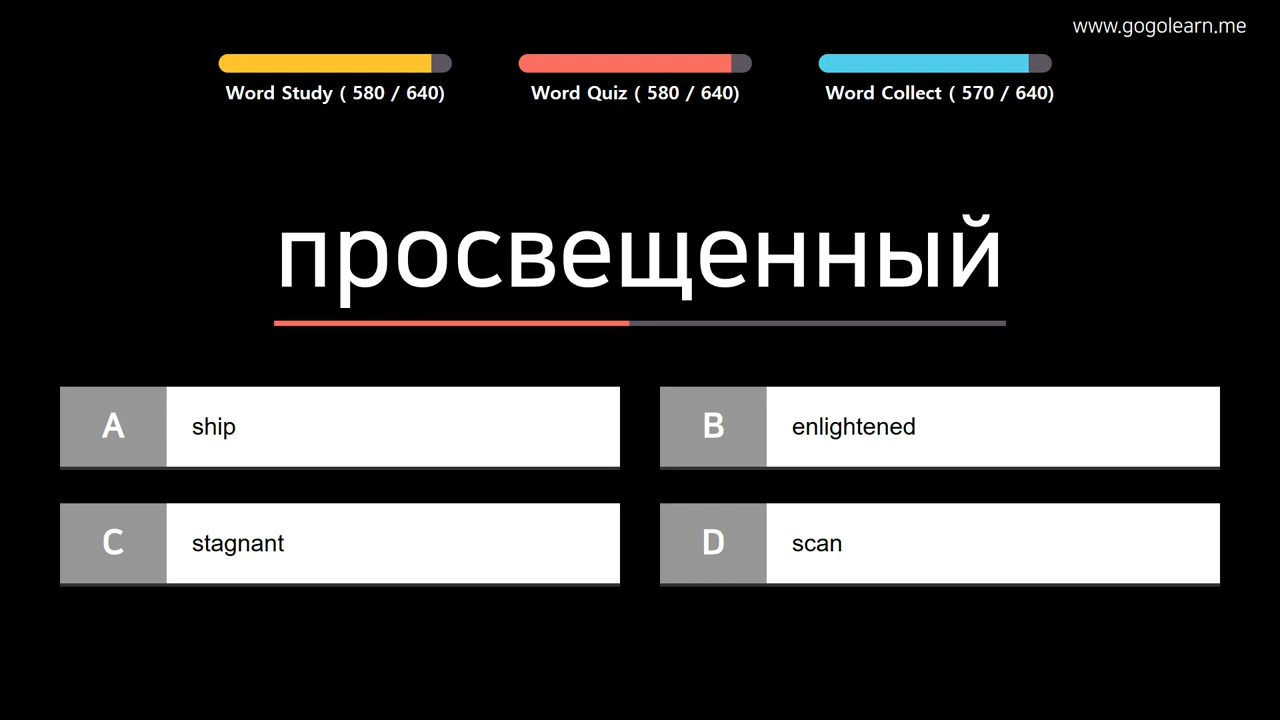 www.gogolearn.me
Word Study ( 580 / 640)
Word Quiz ( 580 / 640)
Word Collect ( 570 / 640)
просвещенный
A ship
B enlightened
C stagnant
D scan